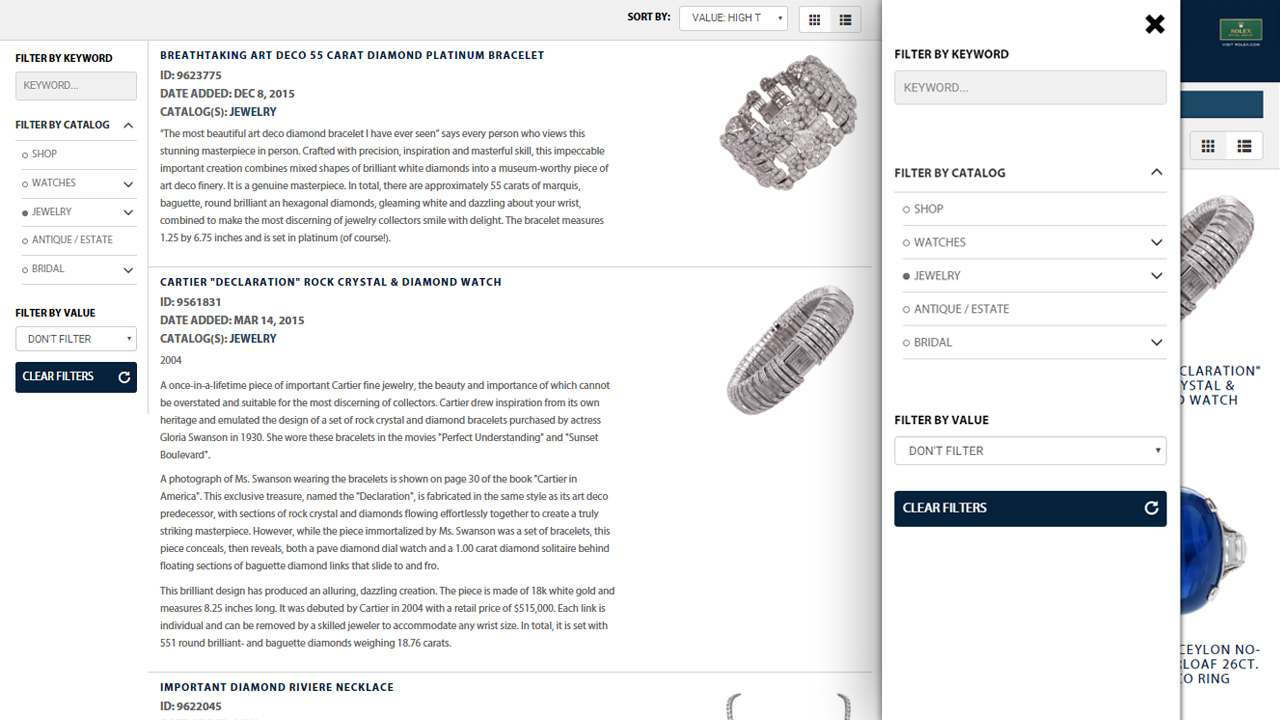 SORT BY:
VALUE: HIGH T
FILTER BY KEYWORD
KEYWORD...
FILTER BY CATALOG
SHOP
WATCHES
JEWELRY
ANTIQUE / ESTATE
BRIDAL
FILTER BY VALUE
DON'T FILTER
CLEAR FILTERS
BREATHTAKING ART DECO 55 CARAT DIAMOND PLATINUM BRACELET
ID: 9623775
DATE ADDED: DEC 8, 2015
CATALOG(S): JEWELRY
"The most beautiful art deco diamond bracelet I have ever seen" says every person who views this
stunning masterpiece in person. Crafted with precision, inspiration and masterful skill, this impeccable
important creation combines mixed shapes of brilliant white diamonds into a museum-worthy piece of
art deco finery. It is a genuine masterpiece. In total, there are approximately 55 carats of marquis,
baguette, round brilliant an hexagonal diamonds, gleaming white and dazzling about your wrist,
combined to make the most discerning of jewelry collectors smile with delight. The bracelet measures
1.25 by 6.75 inches and is set in platinum (of course!).
CARTIER "DECLARATION" ROCK CRYSTAL & DIAMOND WATCH
ID: 9561831
DATE ADDED: MAR 14, 2015
CATALOG(S): JEWELRY
2004
A once-in-a-lifetime piece of important Cartier fine jewelry, the beauty and importance of which cannot
be overstated and suitable for the most discerning of collectors. Cartier drew inspiration from its own
heritage and emulated the design of a set of rock crystal and diamond bracelets purchased by actress
Gloria Swanson in 1930. She wore these bracelets in the movies "Perfect Understanding" and "Sunset
Boulevard".
A photograph of Ms. Swanson wearing the bracelets is shown on page 30 of the book "Cartier in
America". This exclusive treasure, named the "Declaration", is fabricated in the same style as its art deco
predecessor, with sections of rock crystal and diamonds flowing effortlessly together to create a truly
striking masterpiece. However, while the piece immortalized by Ms. Swanson was a set of bracelets, this
piece conceals, then reveals, both a pave diamond dial watch and a 1.00 carat diamond solitaire behind
floating sections of baguette diamond links that slide to and fro.
This brilliant design has produced an alluring, dazzling creation. The piece is made of 18k white gold and
measures 8.25 inches long. It was debuted by Cartier in 2004 with a retail price of $515,000. Each link is
individual and can be removed by a skilled jeweler to accommodate any wrist size. In total, it is set with
551 round brilliant- and baguette diamonds weighing 18.76 carats.
IMPORTANT DIAMOND RIVIERE NECKLACE
ID: 9622045
FILTER BY KEYWORD
KEYWORD...
FILTER BY CATALOG
SHOP
WATCHES
JEWELRY
ANTIQUE / ESTATE
BRIDAL
FILTER BY VALUE
DON'T FILTER
CLEAR FILTERS
ROLEX
VISIT ROLEX.COM
CLARATION"
YSTAL &
D WATCH
CEYLON NO-
RLOAF 26CT.
CO RING